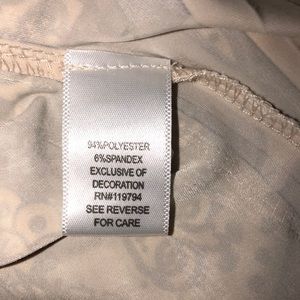 94%POLYESTER
6%SPANDEX
EXCLUSIVE OF
DECORATION
RN#119794
SEE REVERSE
FOR CARE